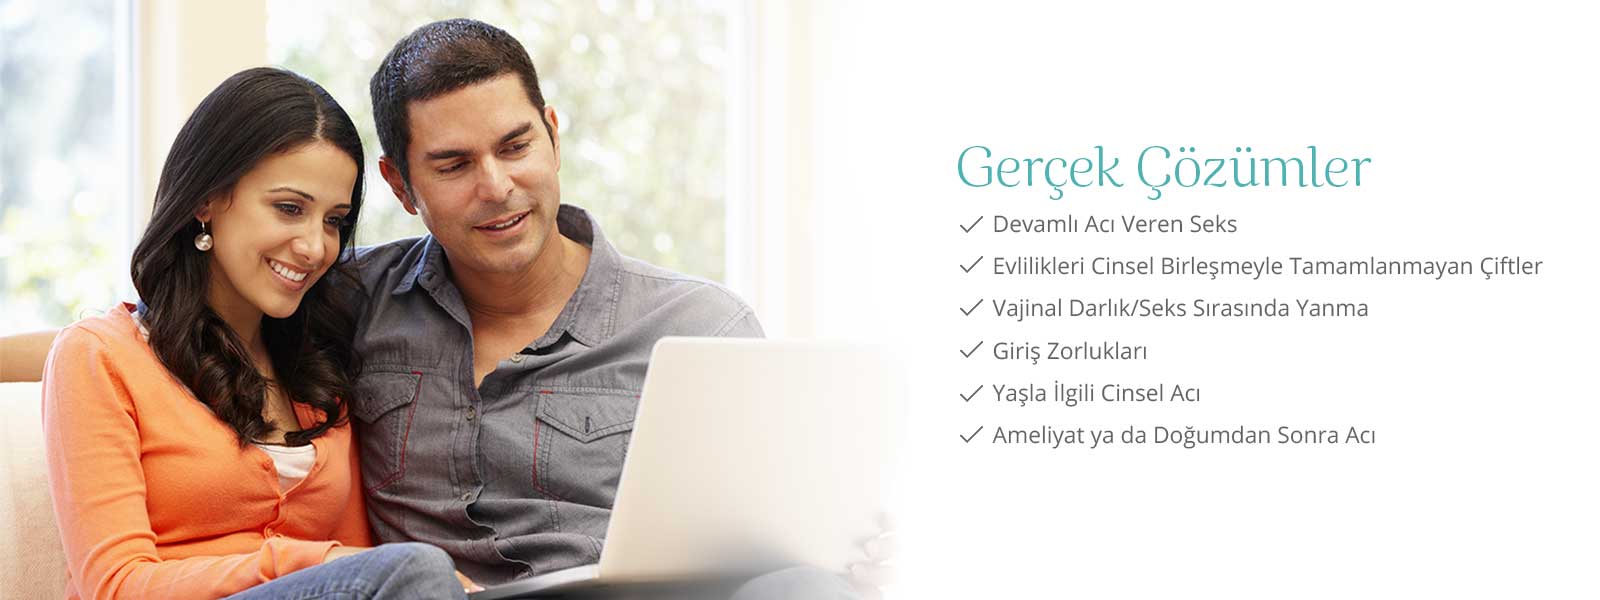 Gerçek Çözümler
Devamlı Acı Veren Seks
Evlilikleri Cinsel Birleşmeyle Tamamlanmayan Çiftler
Vajinal Darlık/Seks Sırasında Yanma
Giriş Zorlukları
Yaşla İlgili Cinsel Acı
Ameliyat ya da Doğumdan Sonra Acı